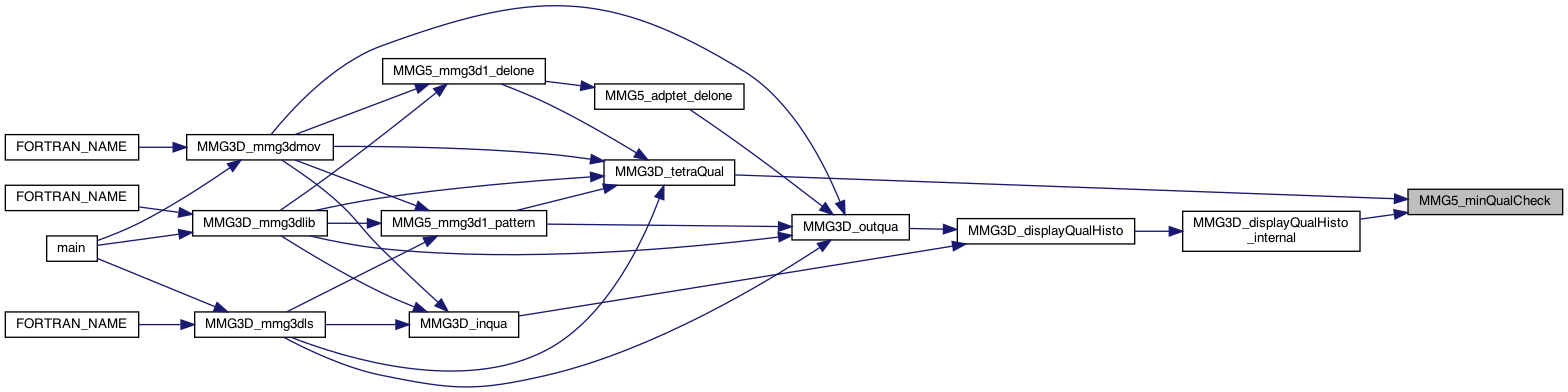 MMG5_mmg3d1_delone
MMG5_adptet_delone
FORTRAN_NAME
MMG3D_mmg3dmov
MMG3D_tetraQual
FORTRAN_NAME
MMG5_minQualCheck
MMG3D_mmg3dlib
MMG5_mmg3d1_pattern
MMG3D_outqua
MMG3D_displayQualHisto
MMG3D_displayQualHisto
_internal
main
FORTRAN_NAME
MMG3D_mmg3dls
MMG3D_inqua